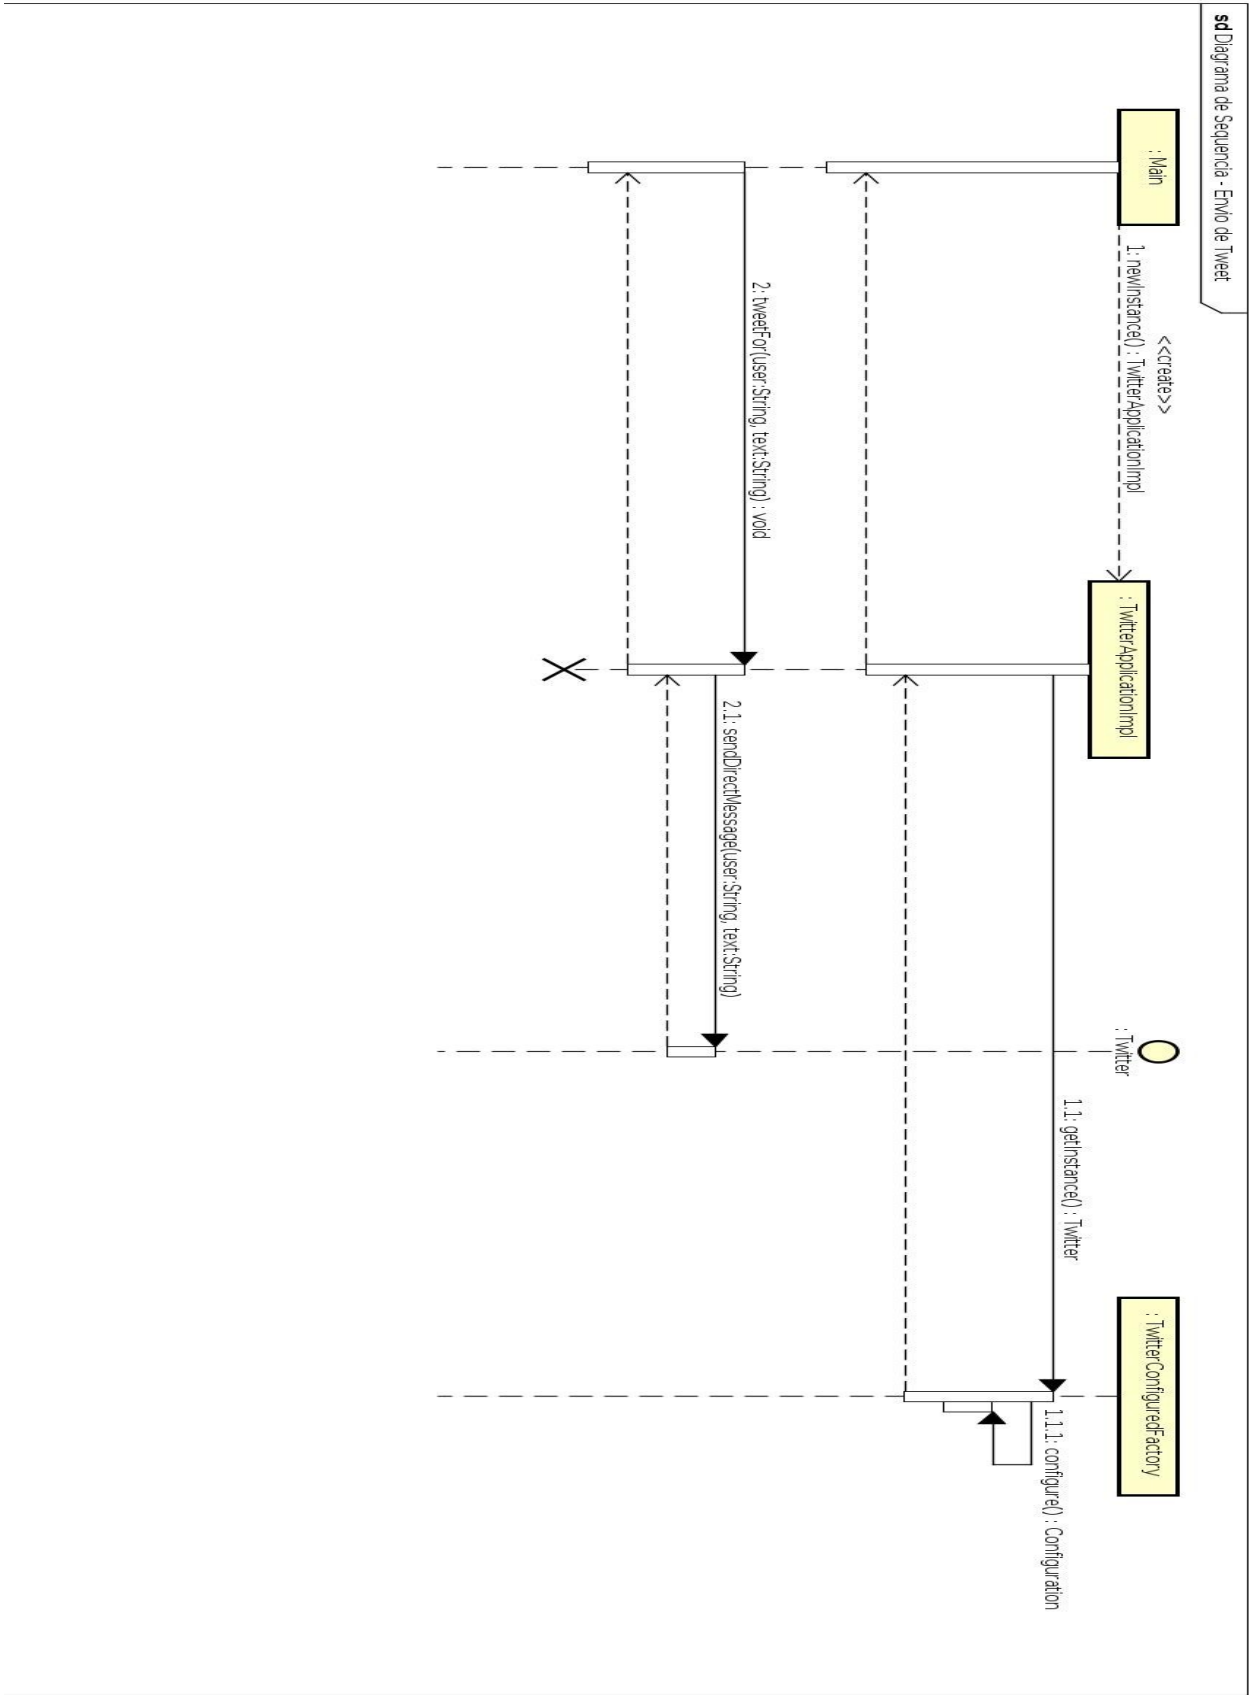 sd Diagrama de Sequencia - Envio de Tweet
: Main
<<create>>
1: newInstance() : TwitterApplicationImpl
: TwitterApplicationImpl
: Twitter
: TwitterConfiguredFactory
1.1: getInstance() : Twitter
1.1.1: configure() : Configuration
2: tweetFor(user:String, text:String) : void
2.1: sendDirectMessage(user:String, text:String)